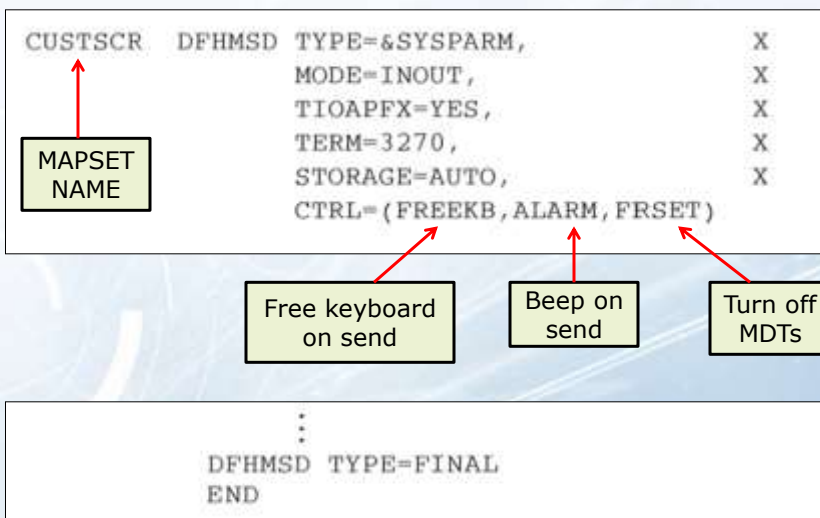 CUSTSCR DFHMSD TYPE=&SYSPARM, X
MODE=INOUT, X
TIOAPFX=YES, X
TERM=3270, X
STORAGE=AUTO, X
CTRL=(FREEKB,ALARM,FRSET)
MAPSET
NAME
Free keyboard
on send
Beep on
send
Turn off
MDTs
DFHMSD TYPE=FINAL
END